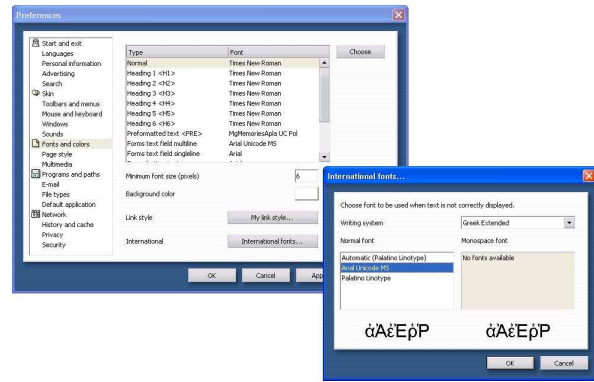 Preferences
Start and exit
Languages
Personal information
Advertising
Search
Skin
Toolbars and menus
Mouse and keyboard
Windows
Sounds
Fonts and colors
Page style
Multimedia
Programs and paths
E-mail
File types
Default application
Network
History and cache
Privacy
Security
Type Font
Normal Times New Roman
Heading 1 <H1> Times New Roman
Heading 2 <H2> Times New Roman
Heading 3 <H3> Times New Roman
Heading 4 <H4> Times New Roman
Heading 5 <H5> Times New Roman
Heading 6 <H6> Times New Roman
Preformatted text <PRE> MgMemoriesApla UC Pol
Forms text field multiline Arial Unicode MS
Forms text field singleline Arial
Choose
Minimum font size (pixels) 6
Background color
Link style My link style...
International International fonts...
OK Cancel App
International fonts...
Choose font to be used when text is not correctly displayed.
Writing system Greek Extended
Normal font Monospace font
Automatic (Palatino Linotype) No fonts available
Arial Unicode MS
Palatino Linotype
ἀἈἐἘῥῬ ἀἈἐἘῥῬ
OK Cancel